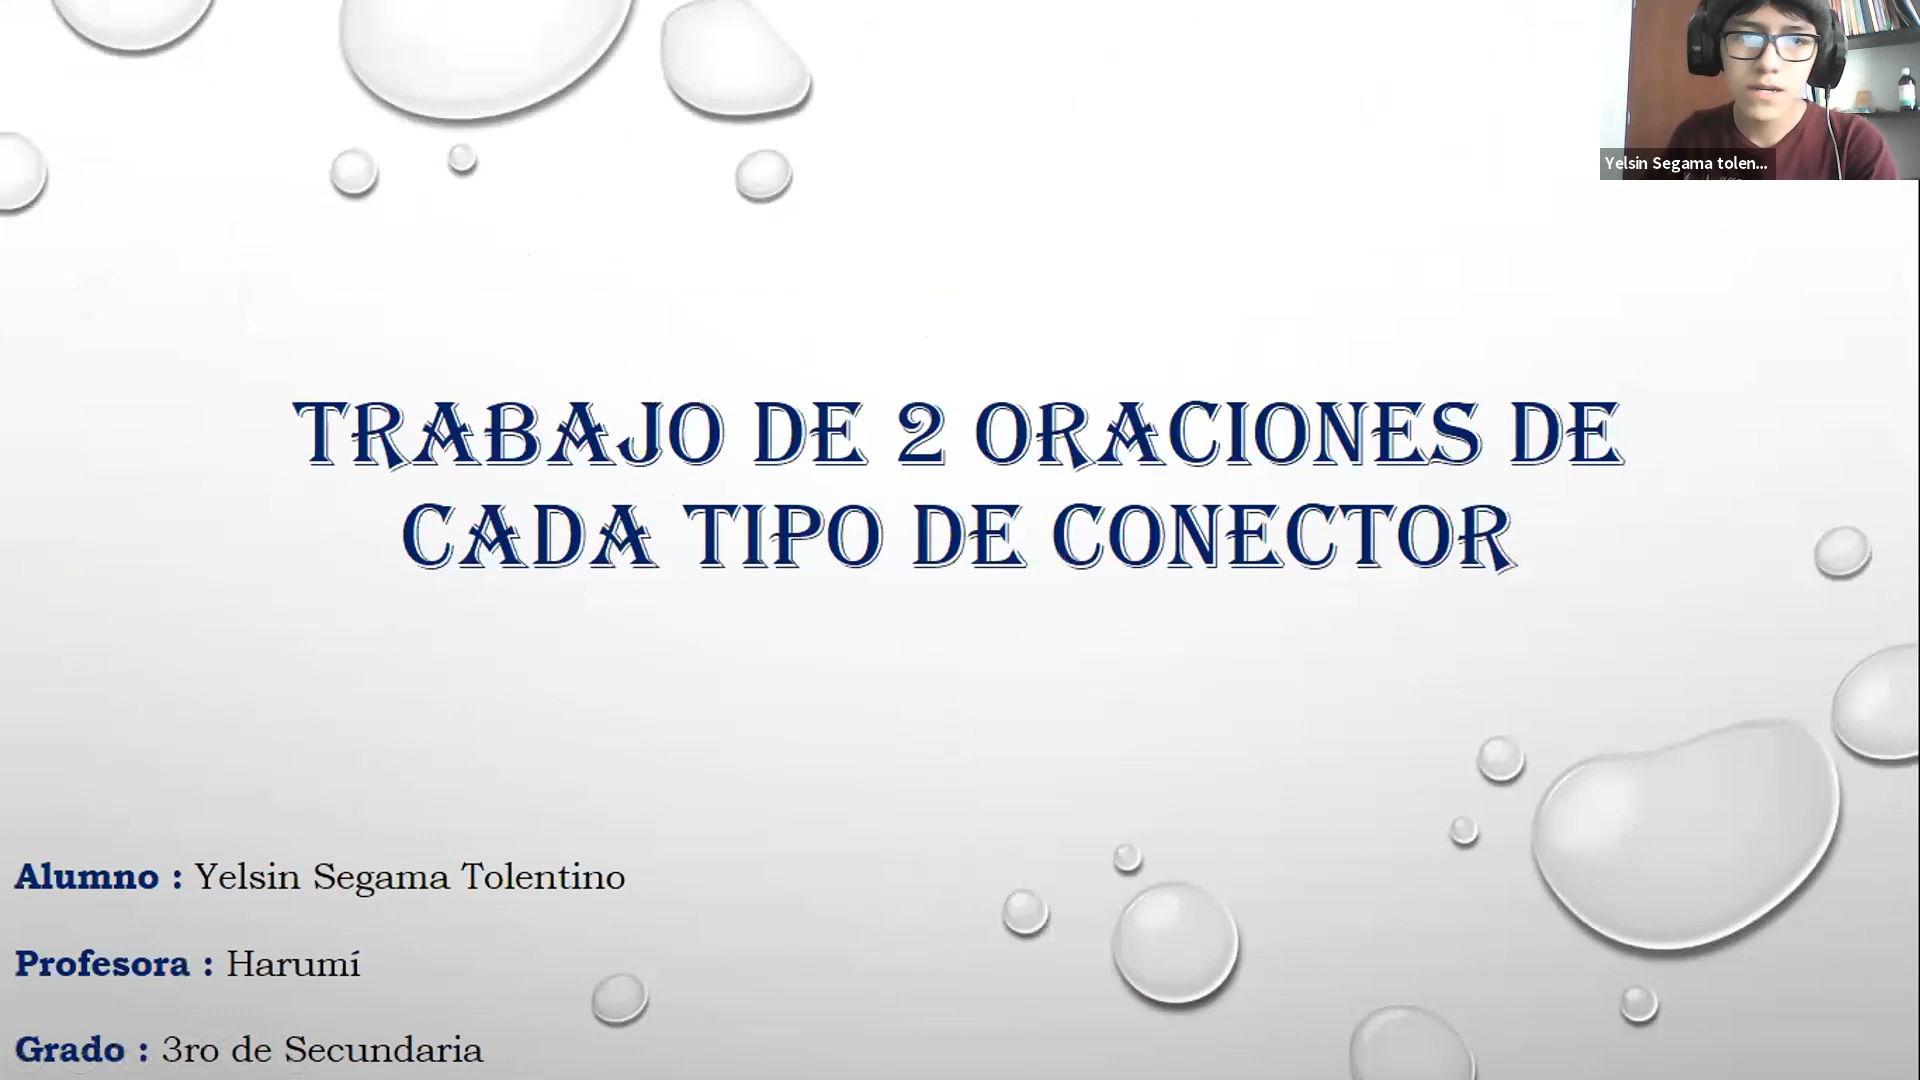 Yelsin Segama tolen...
TRABAJO DE 2 ORACIONES DE
CADA TIPO DE CONECTOR
Alumno : Yelsin Segama Tolentino
Profesora : Harumí
Grado : 3ro de Secundaria